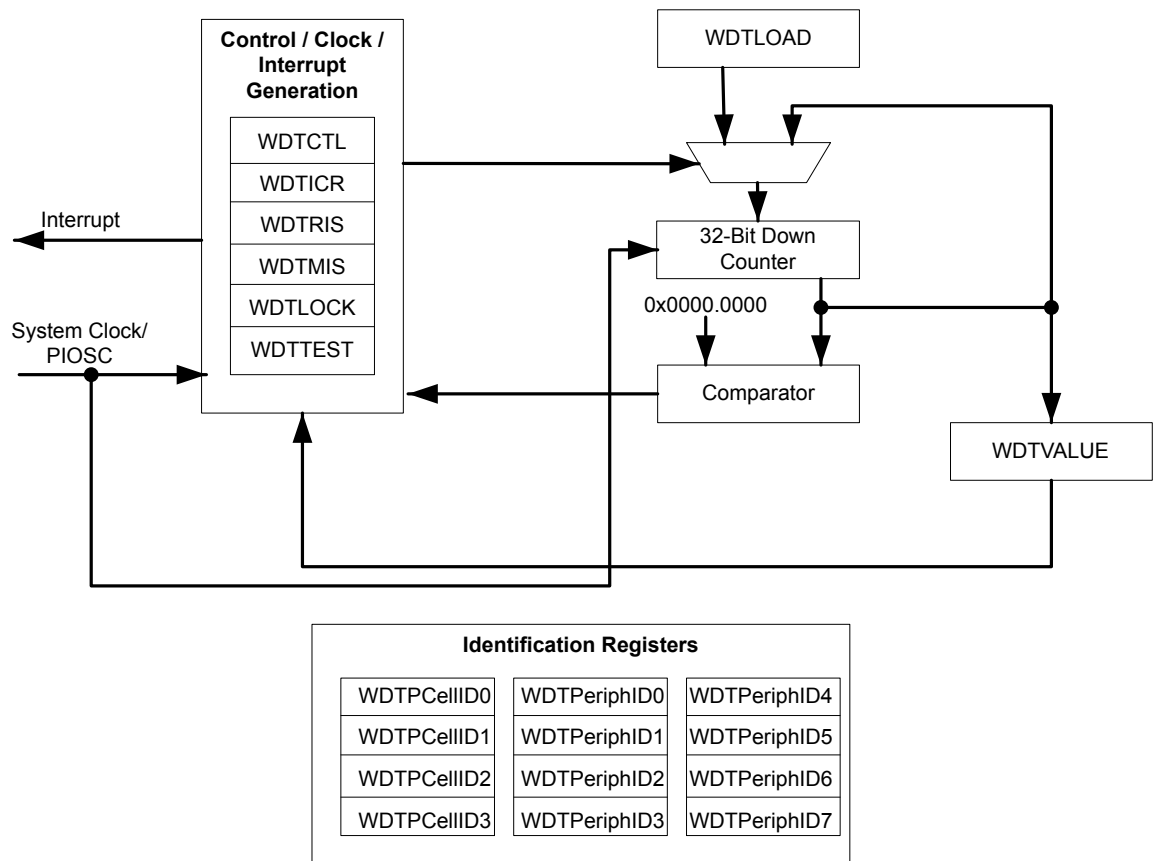 Control / Clock /
Interrupt
Generation
WDTCTL
WDTICR
WDTRIS
WDTMIS
WDTLOCK
WDTTEST
Interrupt
System Clock/
PIOSC
WDTLOAD
32-Bit Down
Counter
0x0000.0000
Comparator
WDTVALUE
Identification Registers
WDTPCellID0 WDTPeriphID0 WDTPeriphID4
WDTPCellID1 WDTPeriphID1 WDTPeriphID5
WDTPCellID2 WDTPeriphID2 WDTPeriphID6
WDTPCellID3 WDTPeriphID3 WDTPeriphID7